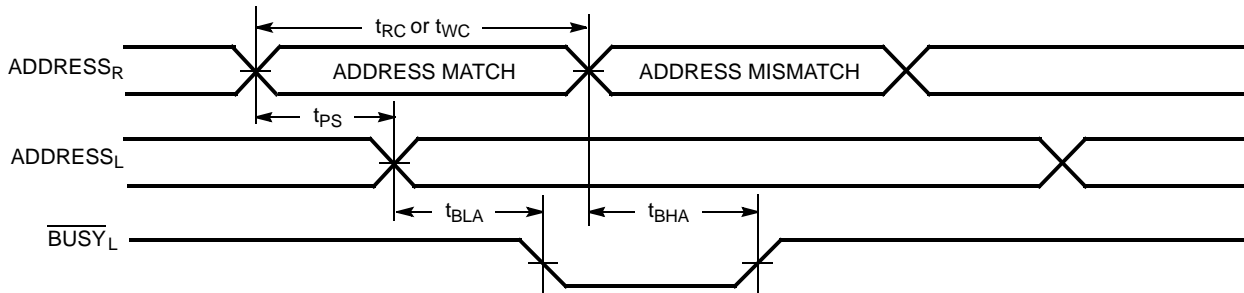 tRC or tWC
ADDRESSR
ADDRESS MATCH
ADDRESS MISMATCH
tPS
ADDRESSL
tBLA
tBHA
BUSYL